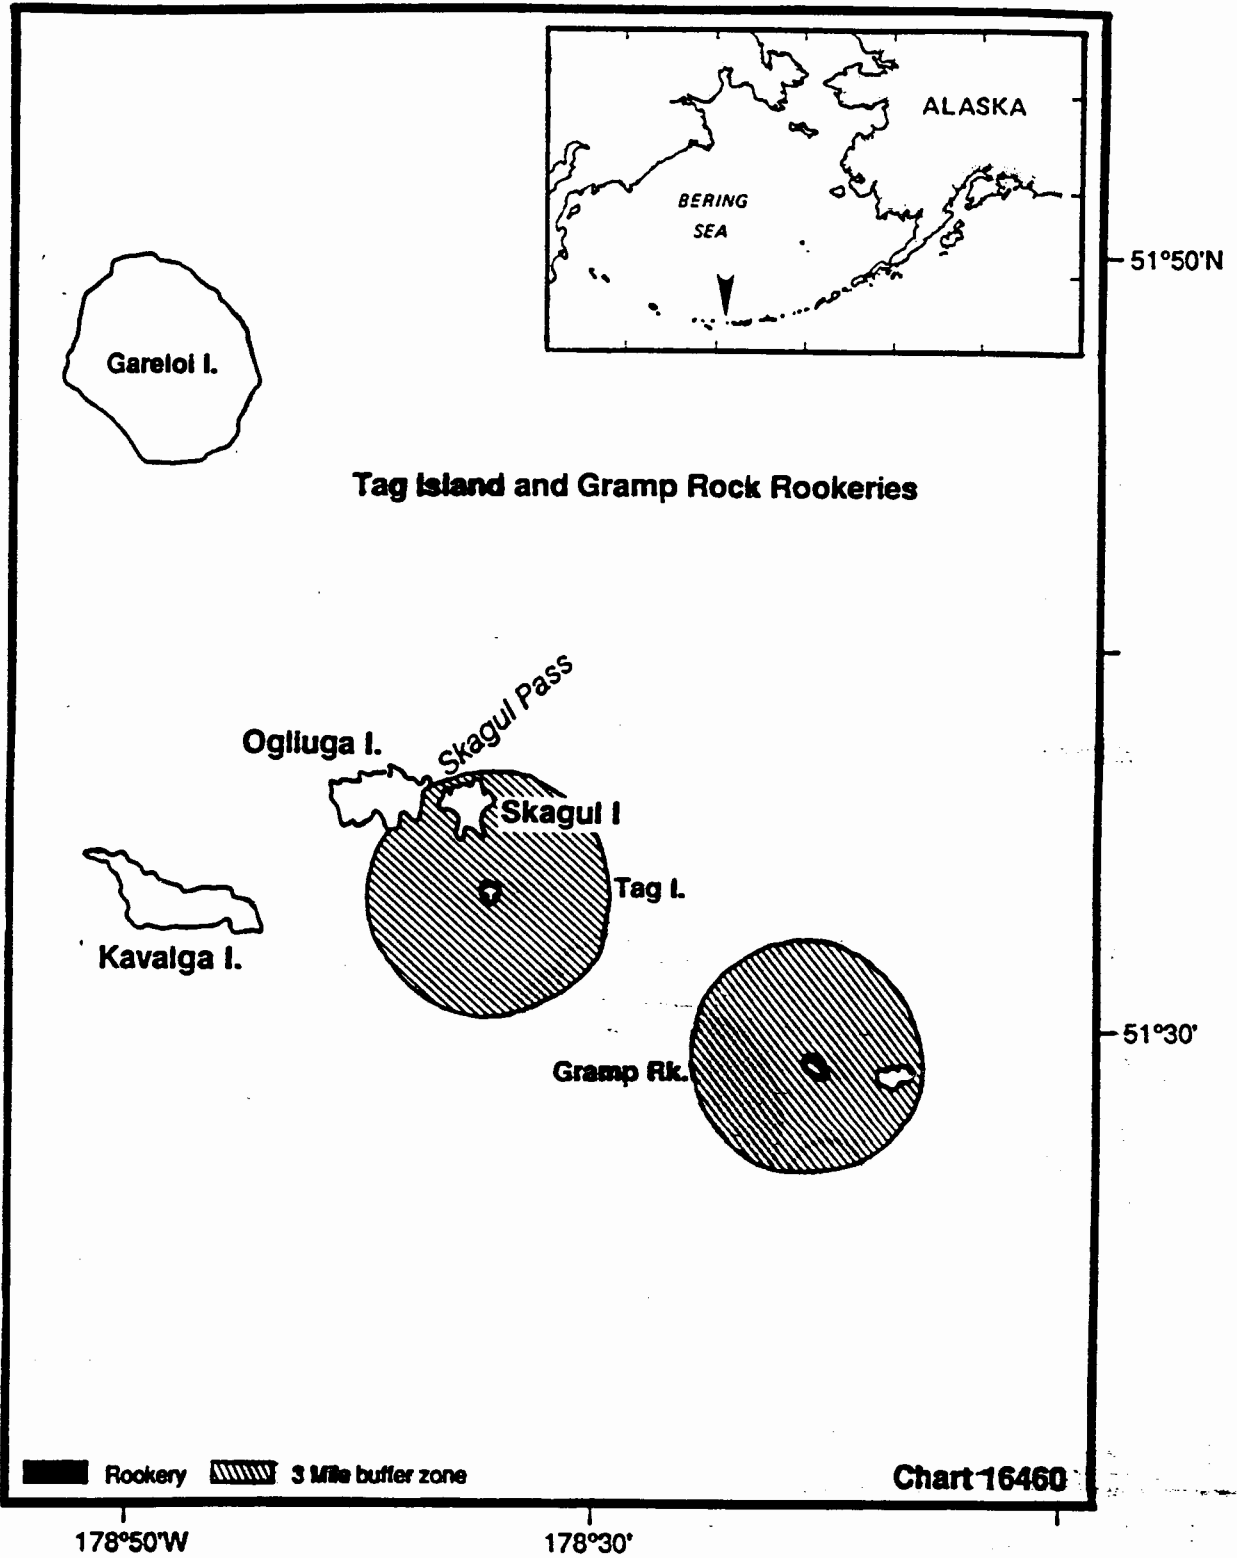 ALASKA
BERING
SEA
51°50'N
Gareloi I.
Tag Island and Gramp Rock Rookeries
Skagul Pass
Ogliuga I.
Skagul I
Tag I.
Kavalga I.
51°30'
Gramp Rk.
Rookery 3 Mile buffer zone
Chart 16460
178°50'W 178°30'